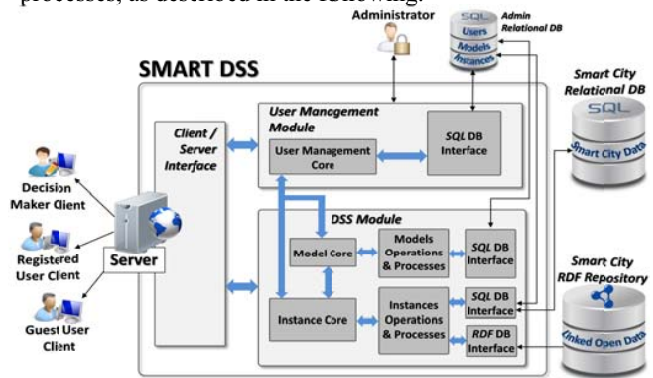 processes, as described in the following.
Administrator
SQL
Users
Models
Instances
Admin
Relational DB
SMART DSS
Smart City
Relational DB
SQL
Smart City Data
Client /
Server
Interface
User Management
Module
User Management
Core
SQL DB
Interface
Decision
Maker Client
Registered
User Client
Guest User
Client
Server
DSS Module
Model Core
Models
Operations
& Processes
SQL DB
Interface
Instance Core
Instances
Operations
& Processes
SQL DB
Interface
RDF DB
Interface
Smart City
RDF Repository
Linked Open Data